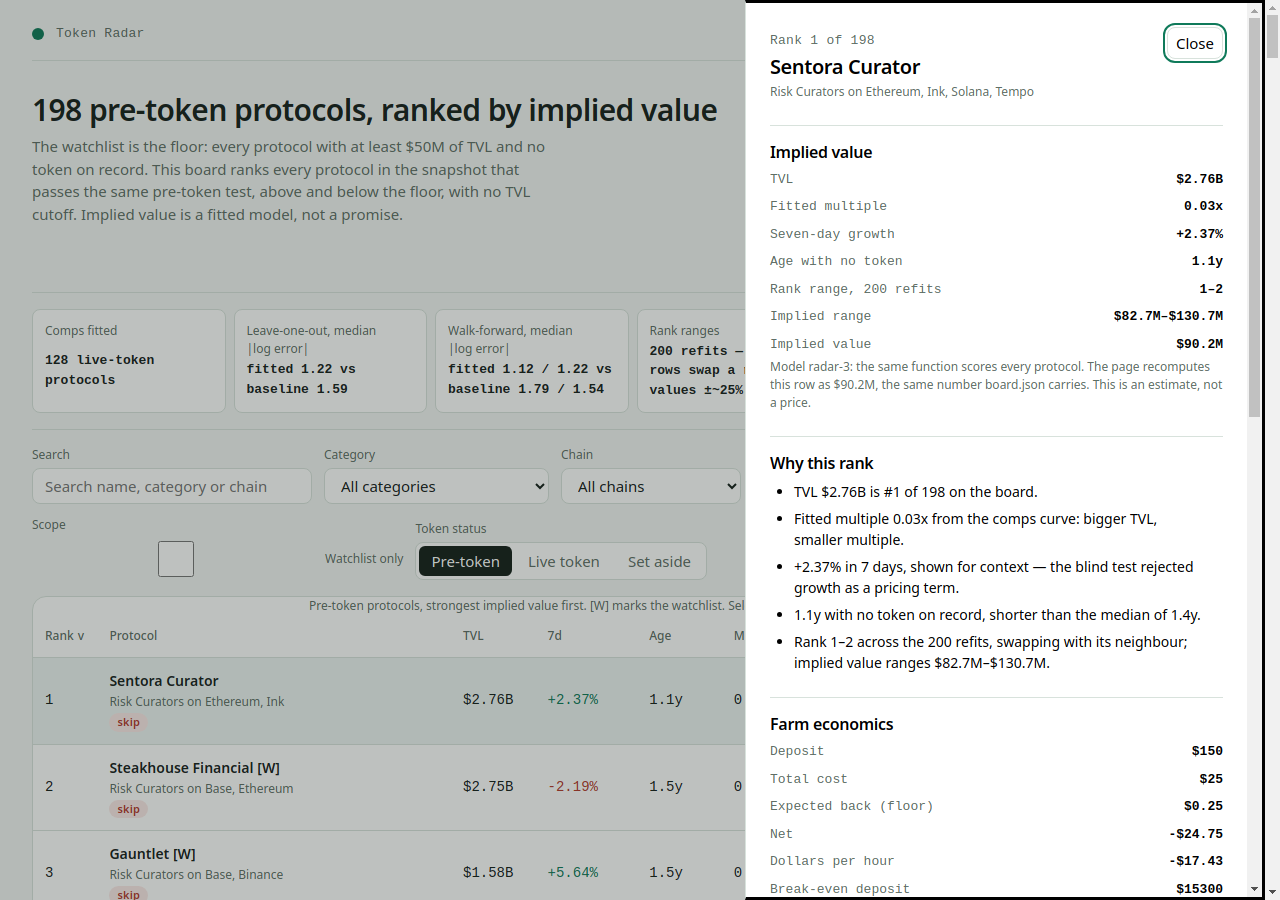 Token Radar
198 pre-token protocols, ranked by implied value
The watchlist is the floor: every protocol with at least $50M of TVL and no
token on record. This board ranks every protocol in the snapshot that
passes the same pre-token test, above and below the floor, with no TVL
cutoff. Implied value is a fitted model, not a promise.
Comps fitted
128 live-token
protocols
Leave-one-out, median
|log error|
fitted 1.22 vs
baseline 1.59
Walk-forward, median
|log error|
fitted 1.12 / 1.22 vs
baseline 1.79 / 1.54
Rank ranges
200 refits —
rows swap a
values ±~25%
Search
Search name, category or chain
Category
All categories
Chain
All chains
Scope
Watchlist only
Token status
Pre-token
Live token
Set aside
Pre-token protocols, strongest implied value first. [W] marks the watchlist. Sel
Rank v Protocol TVL 7d Age M
1 Sentora Curator $2.76B +2.37% 1.1y 0
Risk Curators on Ethereum, Ink
skip
2 Steakhouse Financial [W] $2.75B -2.19% 1.5y 0
Risk Curators on Base, Ethereum
skip
3 Gauntlet [W] $1.58B +5.64% 1.5y 0
Risk Curators on Base, Binance
skip
Rank 1 of 198
Close
Sentora Curator
Risk Curators on Ethereum, Ink, Solana, Tempo
Implied value
TVL $2.76B
Fitted multiple 0.03x
Seven-day growth +2.37%
Age with no token 1.1y
Rank range, 200 refits 1–2
Implied range $82.7M–$130.7M
Implied value $90.2M
Model radar-3: the same function scores every protocol. The page recomputes
this row as $90.2M, the same number board.json carries. This is an estimate, not
a price.
Why this rank
• TVL $2.76B is #1 of 198 on the board.
• Fitted multiple 0.03x from the comps curve: bigger TVL,
smaller multiple.
• +2.37% in 7 days, shown for context — the blind test rejected
growth as a pricing term.
• 1.1y with no token on record, shorter than the median of 1.4y.
• Rank 1–2 across the 200 refits, swapping with its neighbour;
implied value ranges $82.7M–$130.7M.
Farm economics
Deposit $150
Total cost $25
Expected back (floor) $0.25
Net -$24.75
Dollars per hour -$17.43
Break-even deposit $15300